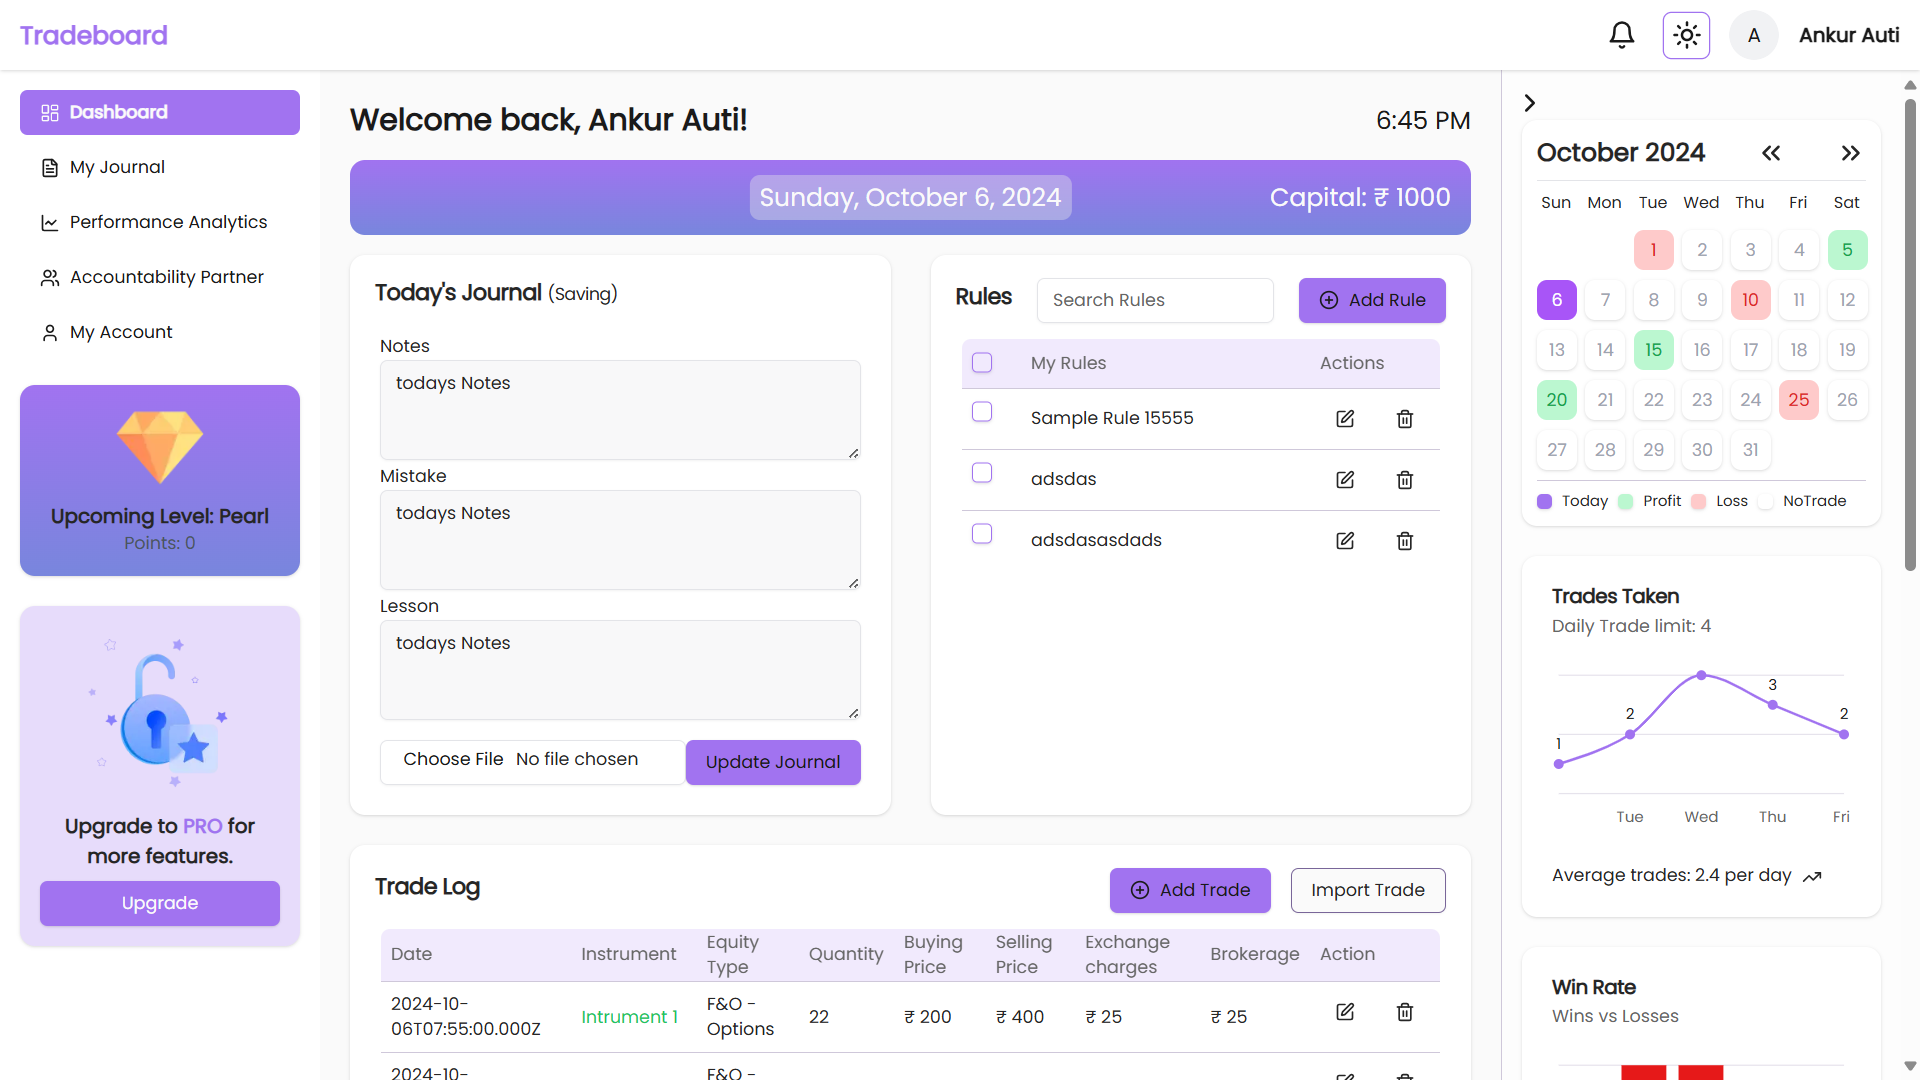 Tradeboard
A
Ankur Auti
Dashboard
My Journal
Performance Analytics
Accountability Partner
My Account
Upcoming Level: Pearl
Points: 0
Upgrade to PRO for
more features.
Upgrade
Welcome back, Ankur Auti!
6:45 PM
Sunday, October 6, 2024
Capital: ₹ 1000
Today's Journal (Saving)
Notes
todays Notes
Mistake
todays Notes
Lesson
todays Notes
Choose File No file chosen
Update Journal
Rules
Search Rules
Add Rule
My Rules
Actions
Sample Rule 15555
adsdas
adsdasasdads
Trade Log
Add Trade
Import Trade
Date Instrument Equity Type Quantity Buying Price Selling Price Exchange charges Brokerage Action
2024-10-06T07:55:00.000Z Intrument 1 F&O - Options 22 ₹ 200 ₹ 400 ₹ 25 ₹ 25
2024-10- F&O -
October 2024
Sun Mon Tue Wed Thu Fri Sat
1 2 3 4 5
6 7 8 9 10 11 12
13 14 15 16 17 18 19
20 21 22 23 24 25 26
27 28 29 30 31
Today Profit Loss NoTrade
Trades Taken
Daily Trade limit: 4
1 2 3 2
Tue Wed Thu Fri
Average trades: 2.4 per day
Win Rate
Wins vs Losses